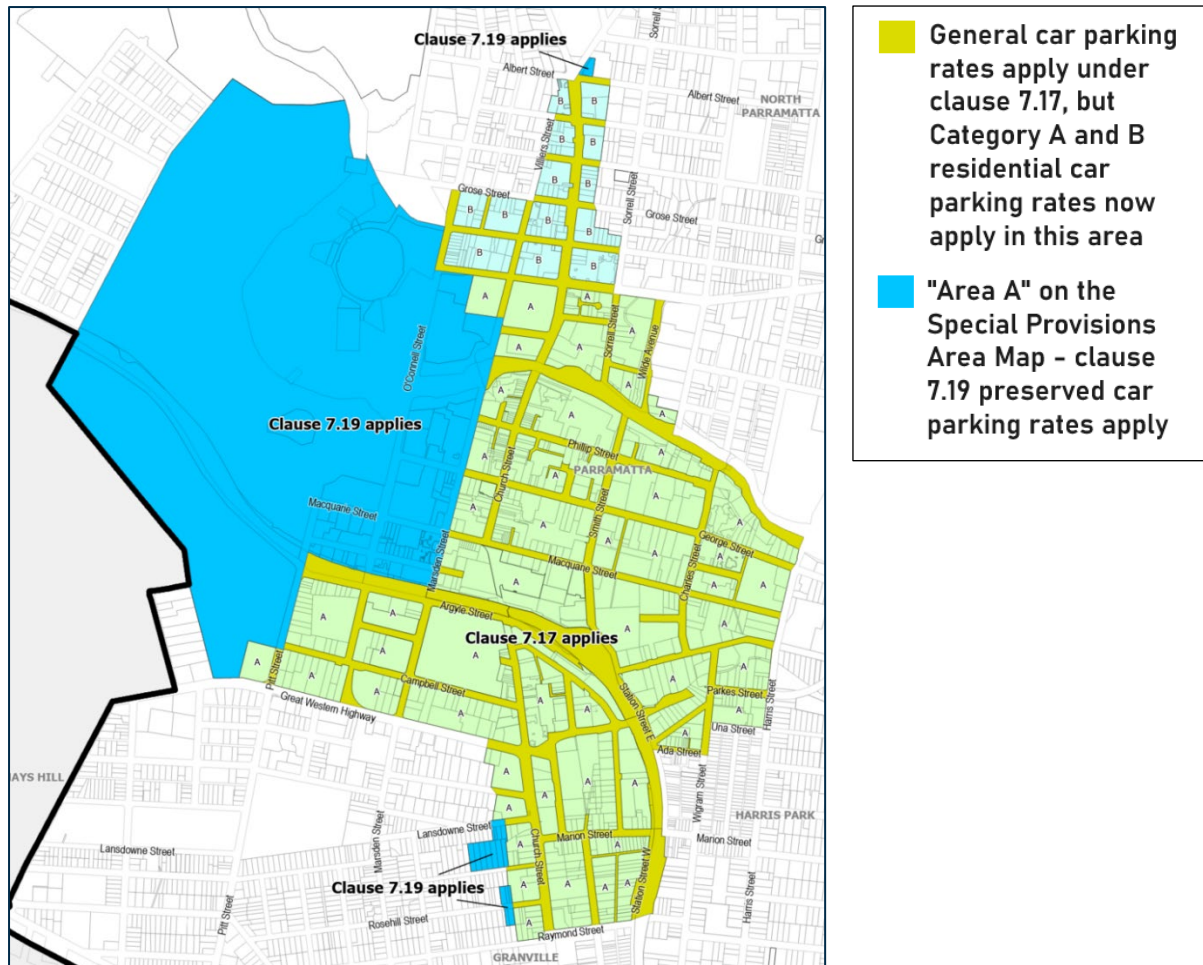 Clause 7.19 applies
Sorrell Street
Albert Street
Albert Street
NORTH
PARRAMATTA
B
B
B
B
Villiers Street
B
B
Sorrell Street
Grose Street
Grose Street
B
B
B
B
B
B
B
B
A
A
A
A
O'Connell Street
A
Sorrell Street
Wilde Avenue
A
A
A
A
A
Clause 7.19 applies
Church Street
Phillip Street
A
A
PARRAMATTA
A
A
Macquarie Street
Marsden Street
A
A
Smith Street
A
A
George Street
A
A
Macquarie Street
Charles Street
A
A
A
A
Argyle Street
Clause 7.17 applies
A
A
A
A
A
A
Pitt Street
A
A
Campbell Street
A
Great Western Highway
A
A
Station Street E
A
Parkes Street
A
Harris Street
Una Street
A
Ada Street
A
A
A
A
HAYS HILL
A
Wigram Street
HARRIS PARK
Lansdowne Street
Marion Street
Marion Street
Lansdowne Street
Marsden Street
Church Street
A
A
A
A
Clause 7.19 applies
Station Street W
Pitt Street
Rosehill Street
A
Raymond Street
Harris Street
GRANVILLE
General car parking
rates apply under
clause 7.17, but
Category A and B
residential car
parking rates now
apply in this area
"Area A" on the
Special Provisions
Area Map - clause
7.19 preserved car
parking rates apply